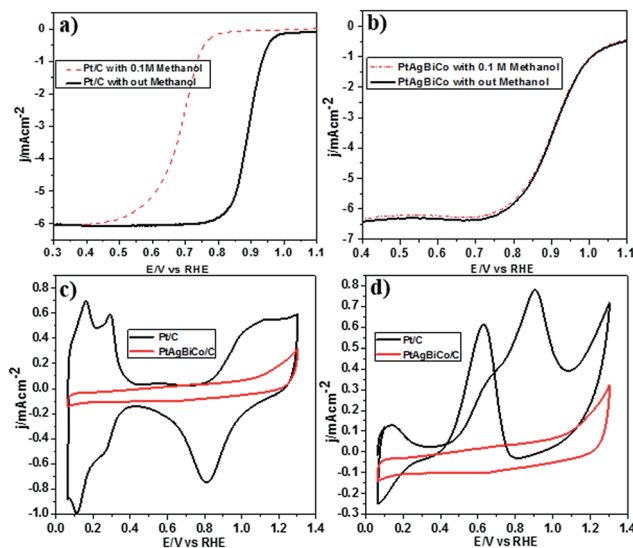 a)
0
-1
-2
-3
-4
-5
-6
j/mAcm-2
Pt/C with 0.1M Methanol
Pt/C with out Methanol
0.3 0.4 0.5 0.6 0.7 0.8 0.9 1.0 1.1
E/V vs RHE
b)
0
-1
-2
-3
-4
-5
-6
-7
j/mAcm-2
PtAgBiCo with 0.1 M Methanol
PtAgBiCo with out Methanol
0.4 0.5 0.6 0.7 0.8 0.9 1.0 1.1
E/V vs RHE
c)
0.8
0.6
0.4
0.2
0.0
0.2
0.4
0.6
0.8
-1.0
j/mAcm-2
Pt/C
PtAgBiCo/C
0.0 0.2 0.4 0.6 0.8 1.0 1.2 1.4
E/V vs RHE
d)
0.8
0.7
0.6
0.5
0.4
0.3
0.2
0.1
0.0
0.1
0.2
-0.3
j/mAcm-2
Pt/C
PtAgBiCo/C
0.0 0.2 0.4 0.6 0.8 1.0 1.2 1.4
E/V vs RHE